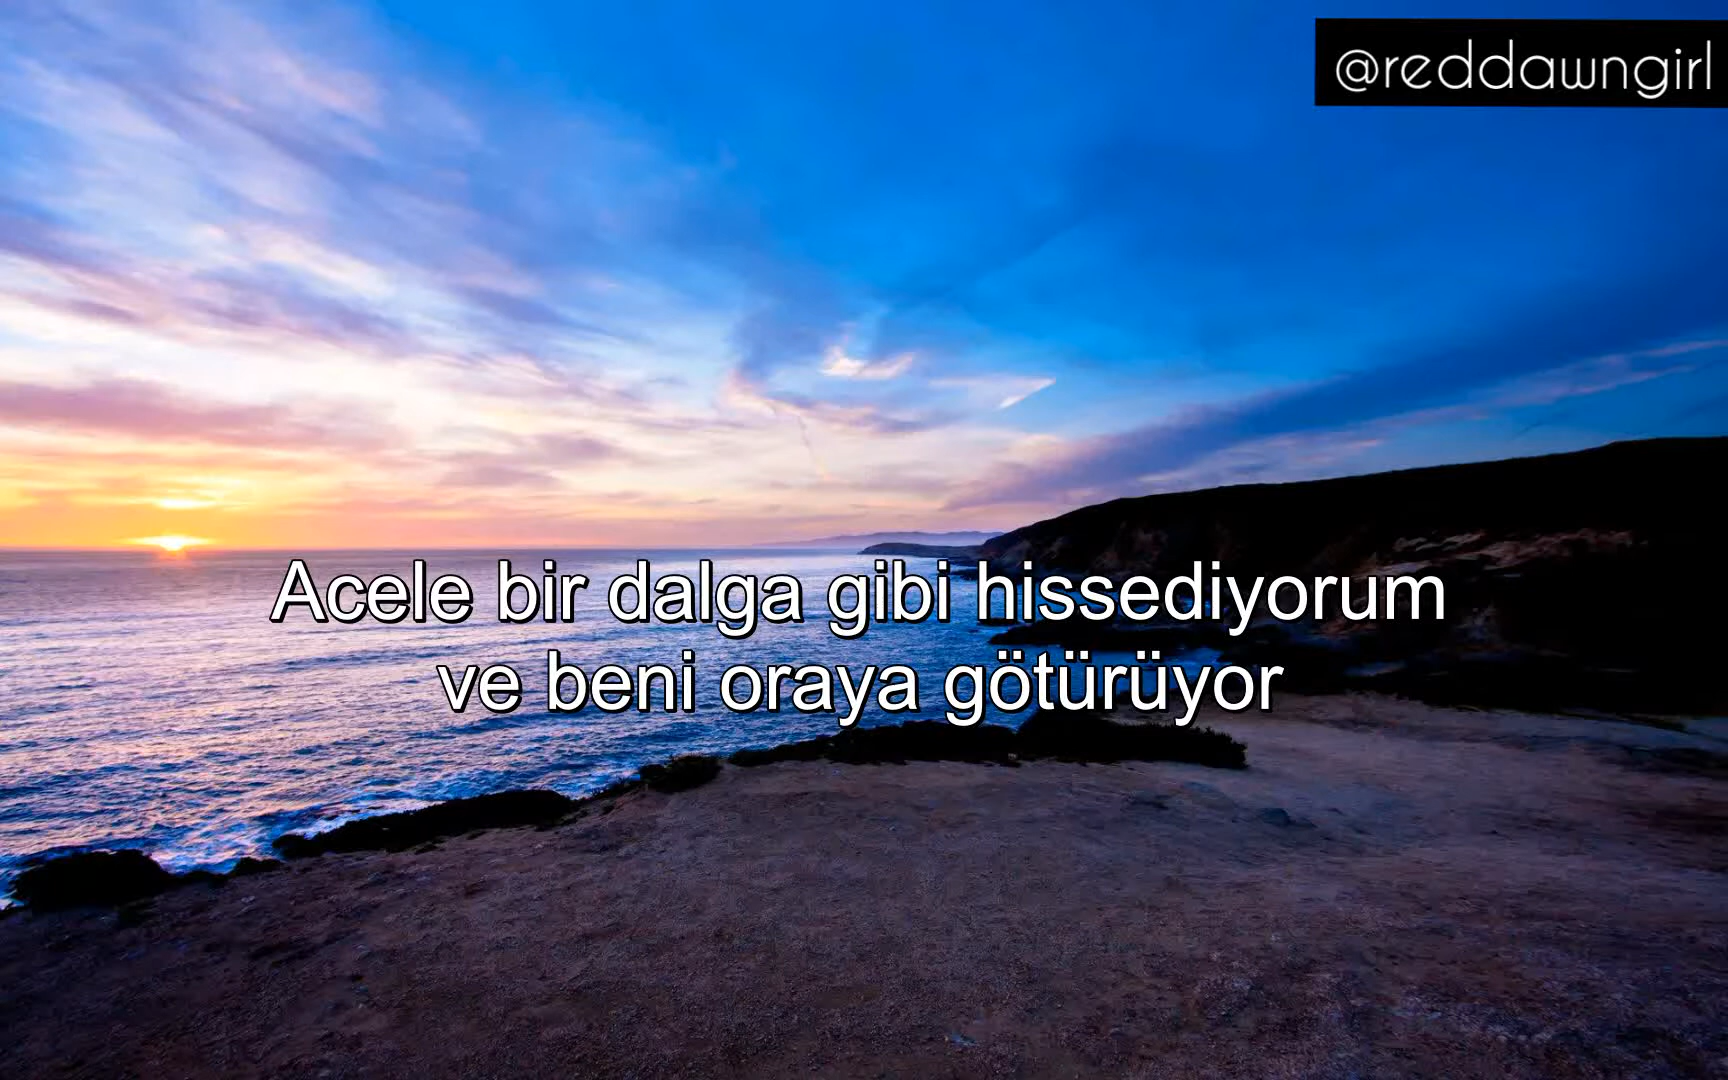 @reddawngirl
Acele bir dalga gibi hissediyorum
ve beni oraya götürüyor